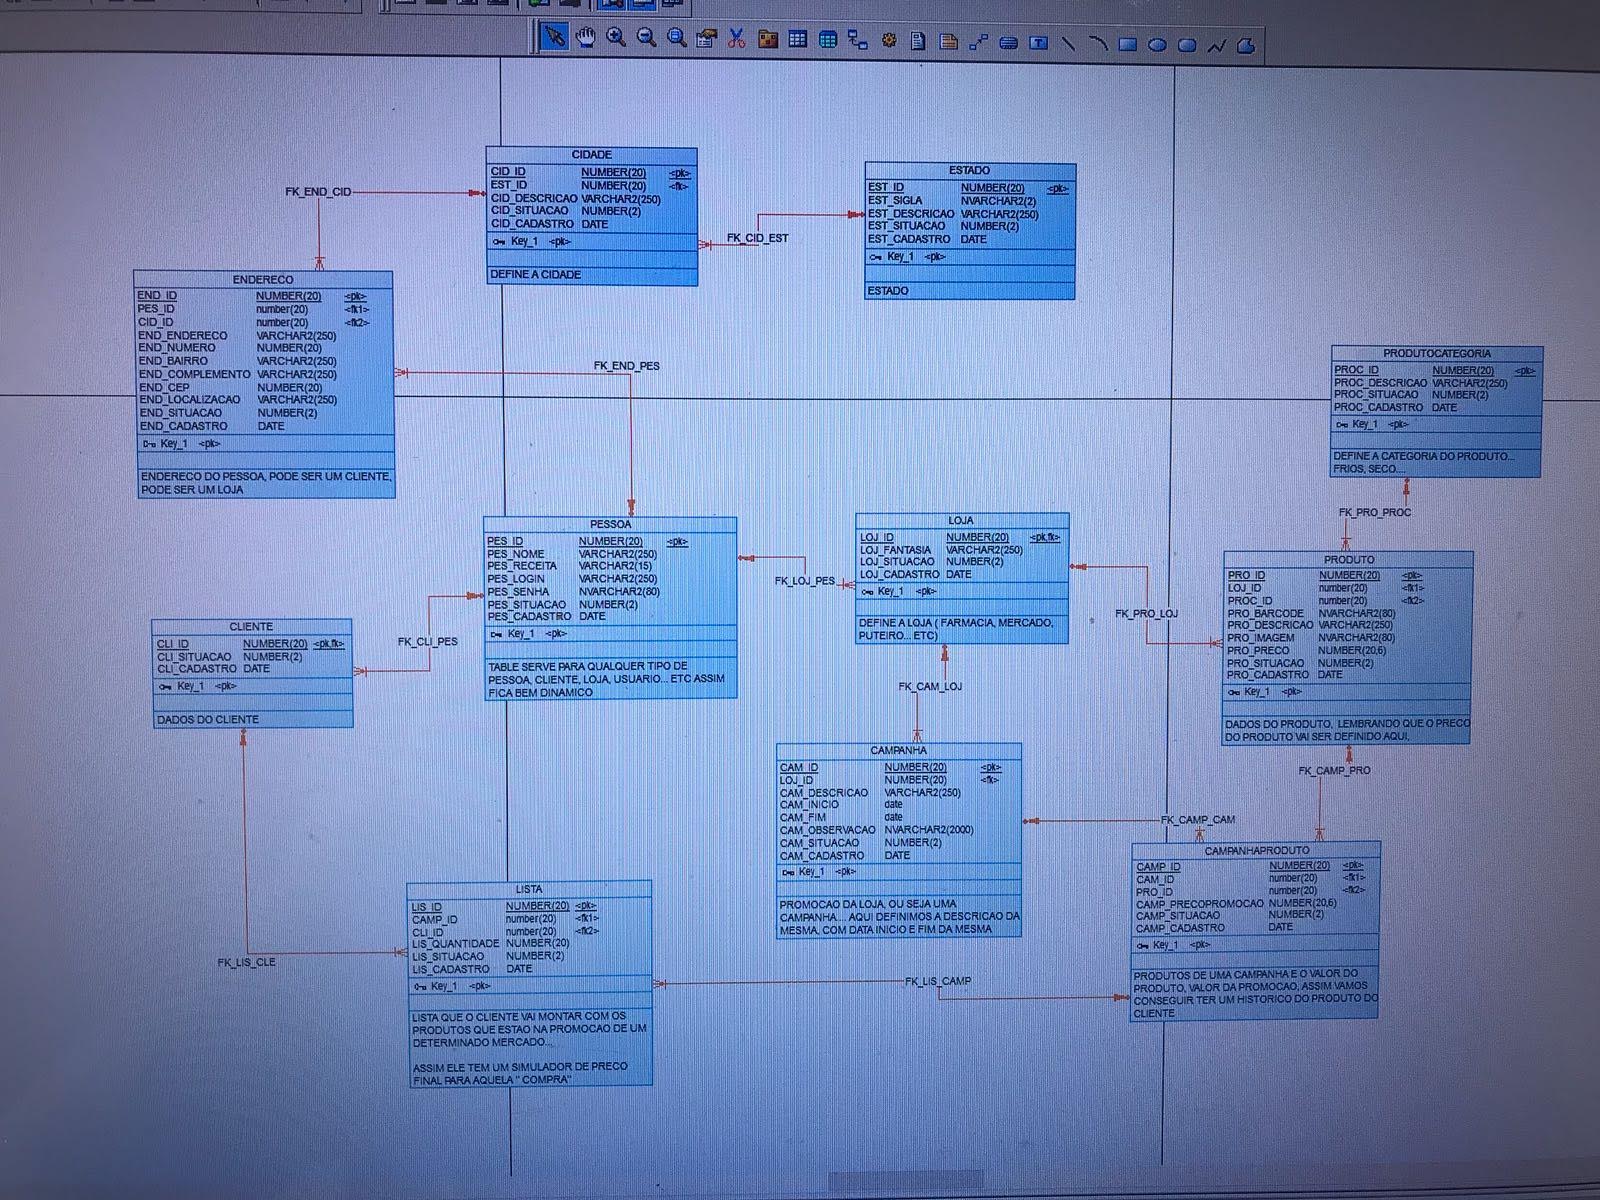 CIDADE
CID_ID NUMBER(20) <pk>
EST_ID NUMBER(20) <fk>
CID_DESCRICAO VARCHAR2(250)
CID_SITUACAO NUMBER(2)
CID_CADASTRO DATE
Key_1 <pk>
DEFINE A CIDADE
ESTADO
EST_ID NUMBER(20) <pk>
EST_SIGLA NVARCHAR2(2)
EST_DESCRICAO VARCHAR2(250)
EST_SITUACAO NUMBER(2)
EST_CADASTRO DATE
Key_1 <pk>
ESTADO
FK_END_CID
FK_CID_EST
ENDERECO
END_ID NUMBER(20) <pk>
PES_ID number(20) <fk1>
CID_ID number(20) <fk2>
END_ENDERECO VARCHAR2(250)
END_NUMERO NUMBER(20)
END_BAIRRO VARCHAR2(250)
END_COMPLEMENTO VARCHAR2(250)
END_CEP NUMBER(20)
END_LOCALIZACAO VARCHAR2(250)
END_SITUACAO NUMBER(2)
END_CADASTRO DATE
Key_1 <pk>
ENDERECO DO PESSOA, PODE SER UM CLIENTE,
PODE SER UM LOJA
FK_END_PES
PRODUTOCATEGORIA
PROC_ID NUMBER(20) <pk>
PROC_DESCRICAO VARCHAR2(250)
PROC_SITUACAO NUMBER(2)
PROC_CADASTRO DATE
Key_1 <pk>
DEFINE A CATEGORIA DO PRODUTO...
FRIOS, SECO....
FK_PRO_PROC
PESSOA
PES_ID NUMBER(20) <pk>
PES_NOME VARCHAR2(250)
PES_RECEITA VARCHAR2(15)
PES_LOGIN VARCHAR2(250)
PES_SENHA NVARCHAR2(80)
PES_SITUACAO NUMBER(2)
PES_CADASTRO DATE
Key_1 <pk>
TABLE SERVE PARA QUALQUER TIPO DE
PESSOA, CLIENTE, LOJA, USUARIO... ETC ASSIM
FICA BEM DINAMICO
FK_LOJ_PES
LOJA
LOJ_ID NUMBER(20) <pk,fk>
LOJ_FANTASIA VARCHAR2(250)
LOJ_SITUACAO NUMBER(2)
LOJ_CADASTRO DATE
Key_1 <pk>
DEFINE A LOJA ( FARMACIA, MERCADO,
PUTEIRO... ETC)
FK_PRO_LOJ
PRODUTO
PRO_ID NUMBER(20) <pk>
LOJ_ID number(20) <fk1>
PROC_ID number(20) <fk2>
PRO_BARCODE NVARCHAR2(80)
PRO_DESCRICAO VARCHAR2(250)
PRO_IMAGEM NVARCHAR2(80)
PRO_PRECO NUMBER(20,6)
PRO_SITUACAO NUMBER(2)
PRO_CADASTRO DATE
Key_1 <pk>
DADOS DO PRODUTO, LEMBRANDO QUE O PRECO
DO PRODUTO VAI SER DEFINIDO AQUI,
CLIENTE
CLI_ID NUMBER(20) <pk,fk>
CLI_SITUACAO NUMBER(2)
CLI_CADASTRO DATE
Key_1 <pk>
DADOS DO CLIENTE
FK_CLI_PES
FK_CAM_LOJ
CAMPANHA
CAM_ID NUMBER(20) <pk>
LOJ_ID NUMBER(20) <fk>
CAM_DESCRICAO VARCHAR2(250)
CAM_INICIO date
CAM_FIM date
CAM_OBSERVACAO NVARCHAR2(2000)
CAM_SITUACAO NUMBER(2)
CAM_CADASTRO DATE
Key_1 <pk>
PROMOCAO DA LOJA, OU SEJA UMA
CAMPANHA... AQUI DEFINIMOS A DESCRICAO DA
MESMA, COM DATA INICIO E FIM DA MESMA
FK_CAMP_PRO
FK_CAMP_CAM
CAMPANHAPRODUTO
CAMP_ID NUMBER(20) <pk>
CAM_ID number(20) <fk1>
PRO_ID number(20) <fk2>
CAMP_PRECOPROMOCAO NUMBER(20,6)
CAMP_SITUACAO NUMBER(2)
CAMP_CADASTRO DATE
Key_1 <pk>
PRODUTOS DE UMA CAMPANHA E O VALOR DO
PRODUTO, VALOR DA PROMOCAO, ASSIM VAMOS
CONSEGUIR TER UM HISTORICO DO PRODUTO DO
CLIENTE
LISTA
LIS_ID NUMBER(20) <pk>
CAMP_ID number(20) <fk1>
CLI_ID number(20) <fk2>
LIS_QUANTIDADE NUMBER(20)
LIS_SITUACAO NUMBER(2)
LIS_CADASTRO DATE
Key_1 <pk>
LISTA QUE O CLIENTE VAI MONTAR COM OS
PRODUTOS QUE ESTAO NA PROMOCAO DE UM
DETERMINADO MERCADO...
ASSIM ELE TEM UM SIMULADOR DE PRECO
FINAL PARA AQUELA " COMPRA"
FK_LIS_CLE
FK_LIS_CAMP